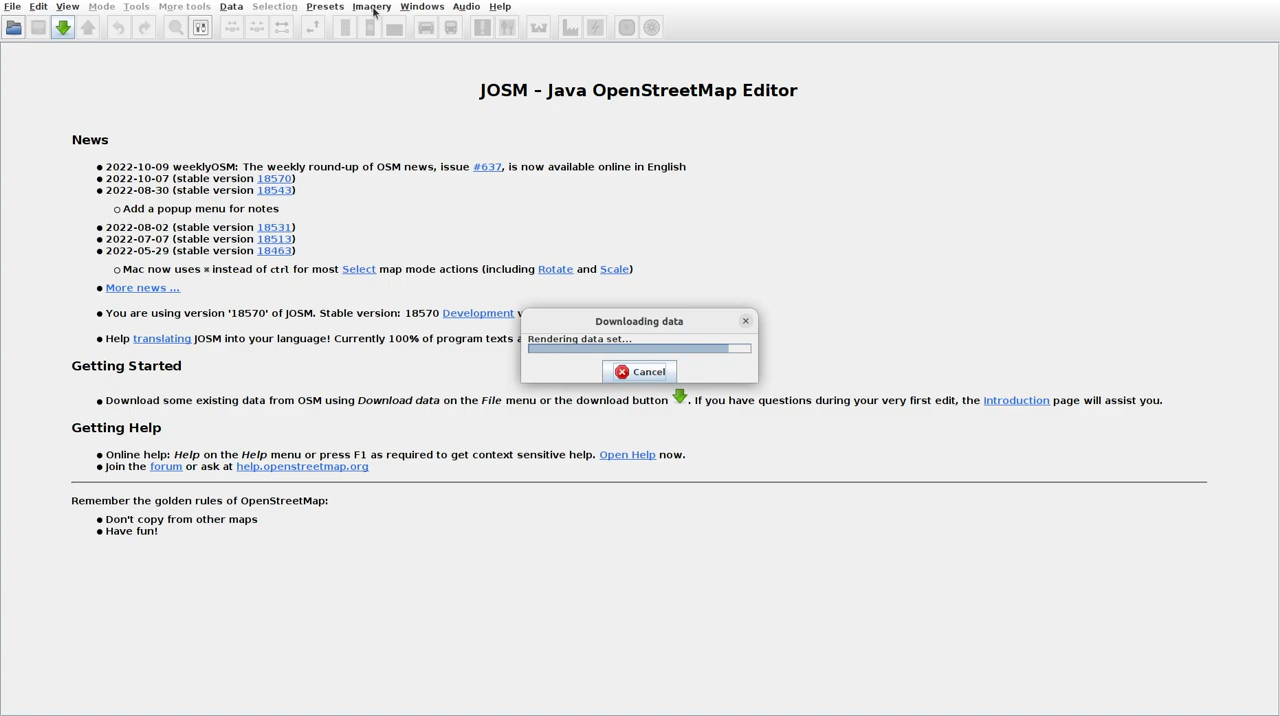 File Edit View Mode Tools More tools Data Selection Presets Imagery Windows Audio Help
JOSM – Java OpenStreetMap Editor
News
2022-10-09 weeklyOSM: The weekly round-up of OSM news, issue #637, is now available online in English
2022-10-07 (stable version 18570)
2022-08-30 (stable version 18543)
Add a popup menu for notes
2022-08-02 (stable version 18531)
2022-07-07 (stable version 18513)
2022-05-29 (stable version 18463)
Mac now uses ⌘ instead of ctrl for most Select map mode actions (including Rotate and Scale)
More news ...
You are using version '18570' of JOSM. Stable version: 18570 Development
Help translating JOSM into your language! Currently 100% of program texts
Downloading data
Rendering data set...
Cancel
Getting Started
Download some existing data from OSM using Download data on the File menu or the download button . If you have questions during your very first edit, the Introduction page will assist you.
Getting Help
Online help: Help on the Help menu or press F1 as required to get context sensitive help. Open Help now.
Join the forum or ask at help.openstreetmap.org
Remember the golden rules of OpenStreetMap:
Don't copy from other maps
Have fun!